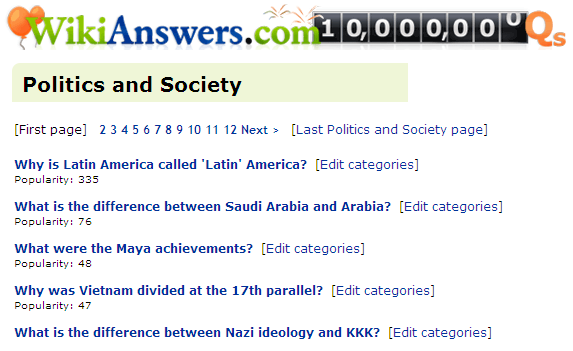 WikiAnswers.com 10,000,000 Qs
Politics and Society
[First page] 2 3 4 5 6 7 8 9 10 11 12 Next > [Last Politics and Society page]
Why is Latin America called 'Latin' America? [Edit categories]
Popularity: 335
What is the difference between Saudi Arabia and Arabia? [Edit categories]
Popularity: 76
What were the Maya achievements? [Edit categories]
Popularity: 48
Why was Vietnam divided at the 17th parallel? [Edit categories]
Popularity: 47
What is the difference between Nazi ideology and KKK? [Edit categories]